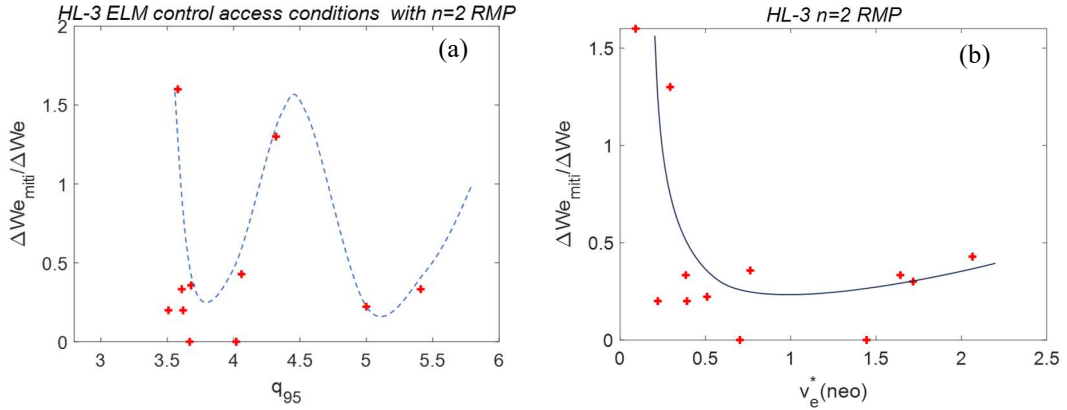 HL-3 ELM control access conditions with n=2 RMP
(a)
ΔWe_miti/ΔWe
2
1.5
1
0.5
0
3
3.5
4
4.5
5
5.5
6
q_95
HL-3 n=2 RMP
(b)
ΔWe_miti/ΔWe
1.5
1
0.5
0
0
0.5
1
1.5
2
2.5
v_e^*(neo)